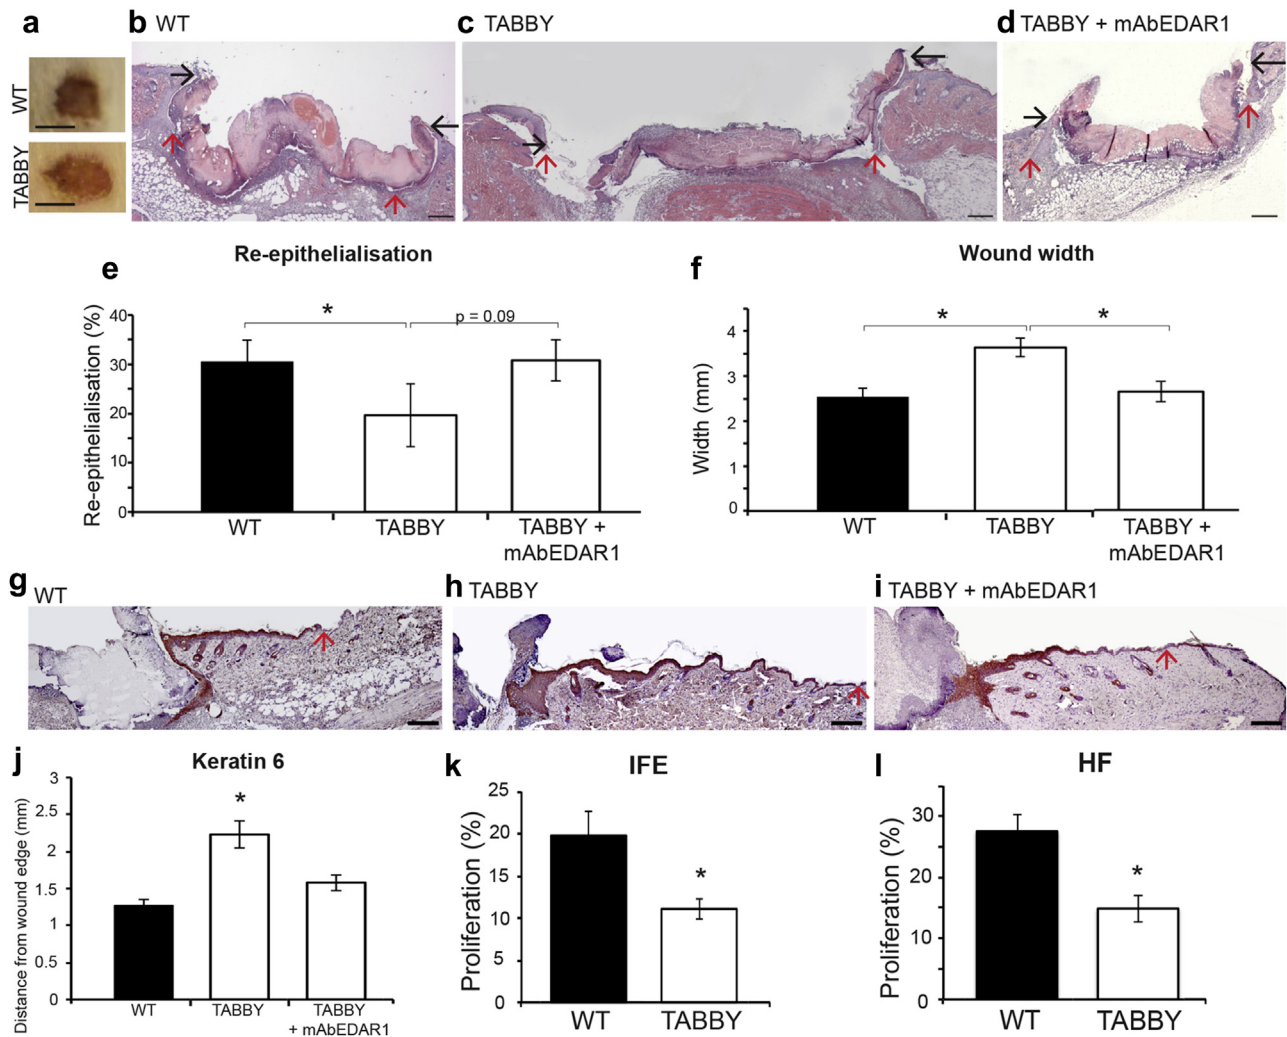 a
WT
TABBY
b WT
c TABBY
d TABBY + mAbEDAR1
e
Re-epithelialisation
Re-epithelialisation (%)
40
30
20
10
0
*
p = 0.09
WT
TABBY
TABBY +
mAbEDAR1
f
Wound width
Width (mm)
4
3
2
1
0
*
*
WT
TABBY
TABBY +
mAbEDAR1
g WT
h TABBY
i TABBY + mAbEDAR1
j
Keratin 6
Distance from wound edge (mm)
3
2.5
2
1.5
1
0.5
0
*
WT
TABBY
TABBY
+ mAbEDAR1
k
IFE
Proliferation (%)
25
20
15
10
5
0
*
WT
TABBY
l
HF
Proliferation (%)
30
20
10
0
*
WT
TABBY